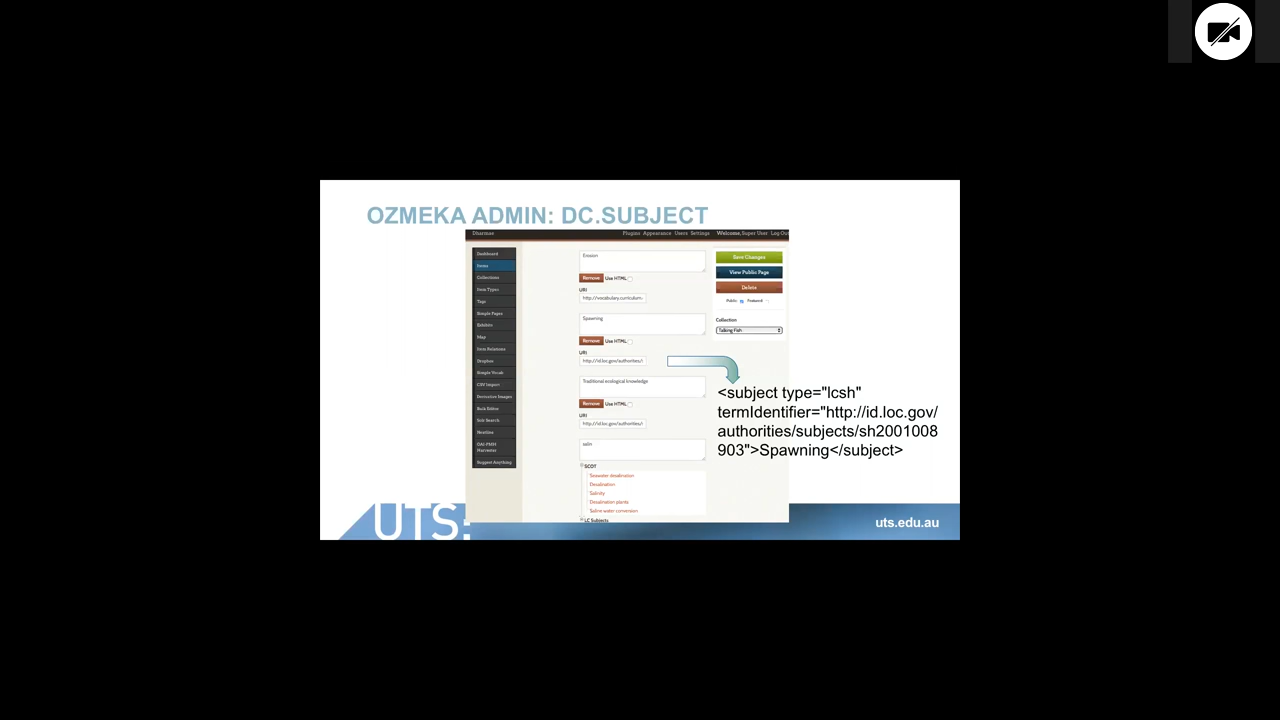 OZMEKA ADMIN: DC.SUBJECT
Dharmae
Plugins Appearance Users Settings
Welcome, Super User Log Out
Dashboard
Items
Collections
Item Types
Tags
Simple Pages
Exhibits
Map
Item Relations
Dropbox
Simple Vocab
CSV Import
Derivative Images
Bulk Editor
Solr Search
Neatline
OAI-PMH
Harvester
Suggest Anything
Erosion
Remove Use HTML
URI
http://vocabulary.curriculum
Spawning
Remove Use HTML
URI
http://id.loc.gov/authorities/
Traditional ecological knowledge
Remove Use HTML
URI
http://id.loc.gov/authorities/
salin
SCOT
Seawater desalination
Desalination
Salinity
Desalination plants
Saline water conversion
LC Subjects
Save Changes
View Public Page
Delete
Public Featured
Collection
Talking Fish
<subject type="lcsh"
termIdentifier="http://id.loc.gov/
authorities/subjects/sh2001008
903">Spawning</subject>
UTS:
uts.edu.au